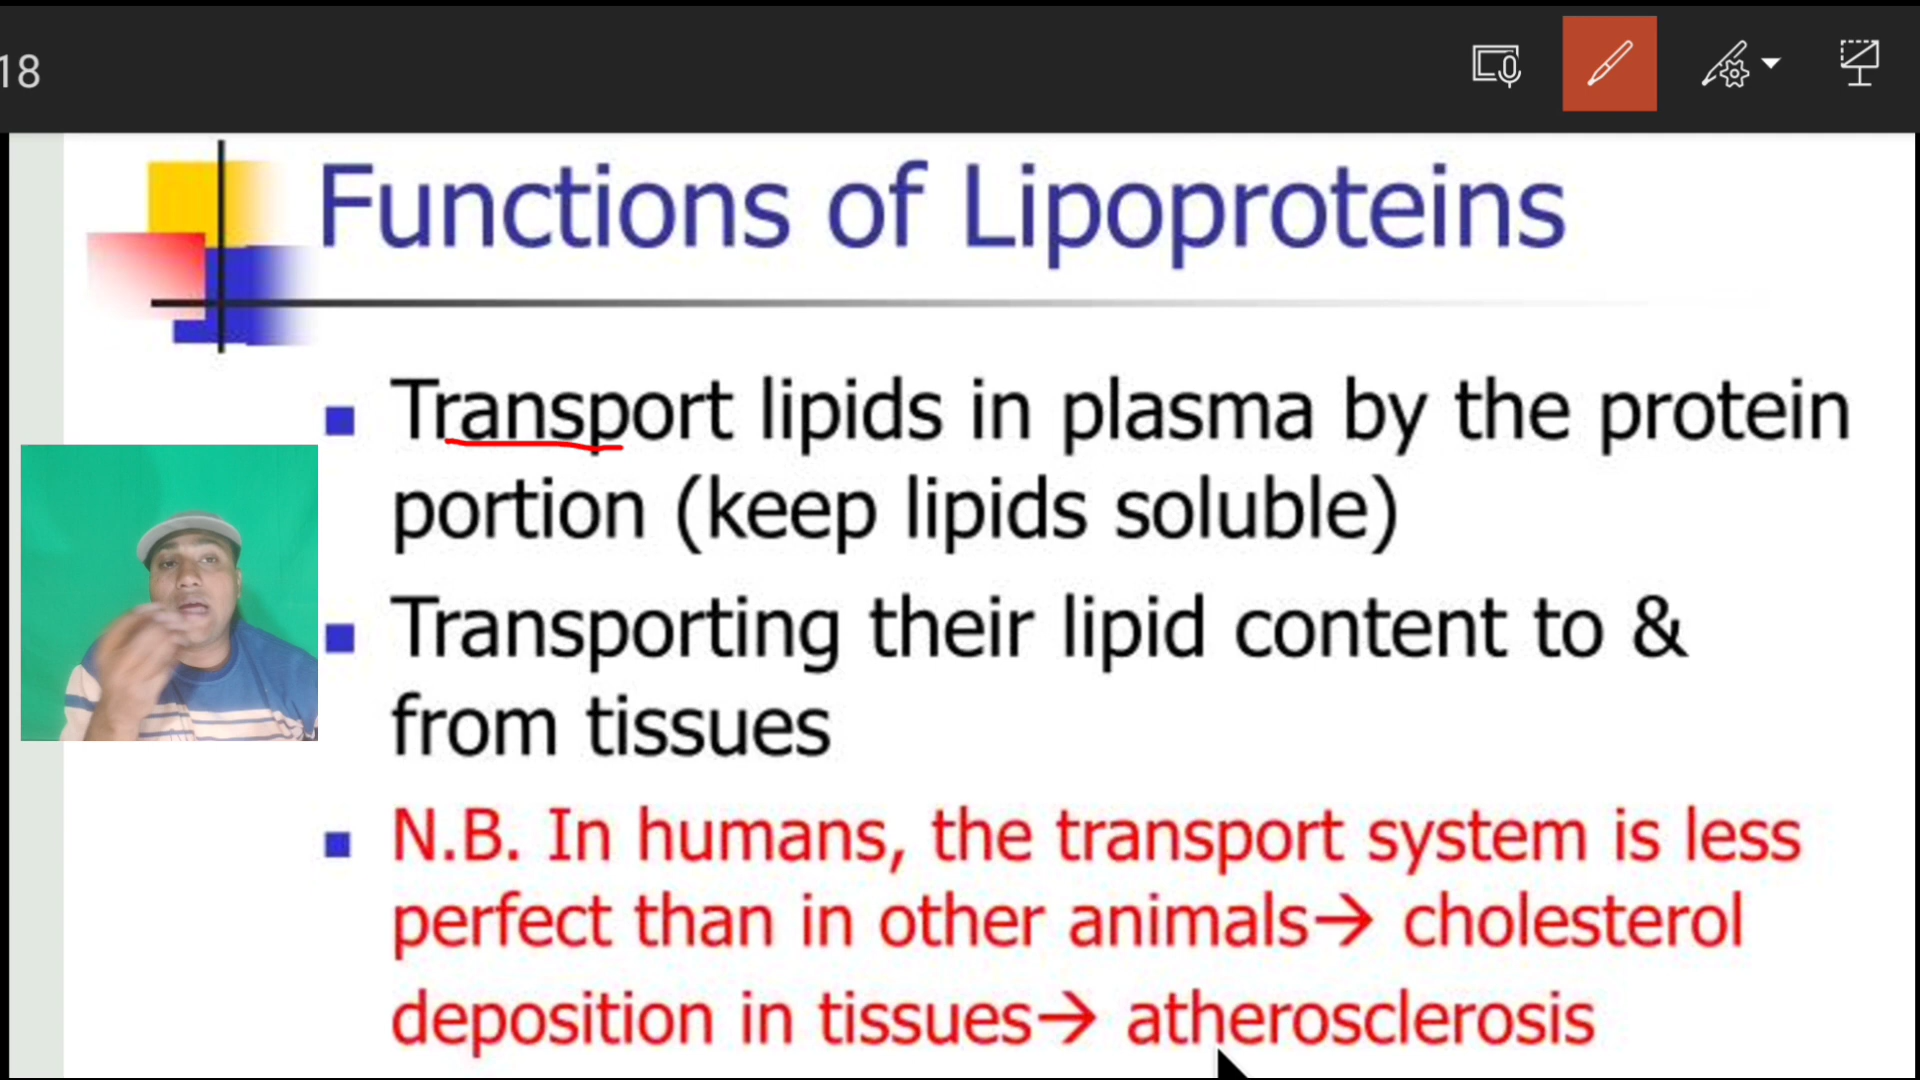 18
Functions of Lipoproteins
Transport lipids in plasma by the protein
portion (keep lipids soluble)
Transporting their lipid content to &
from tissues
N.B. In humans, the transport system is less
perfect than in other animals→ cholesterol
deposition in tissues→ atherosclerosis